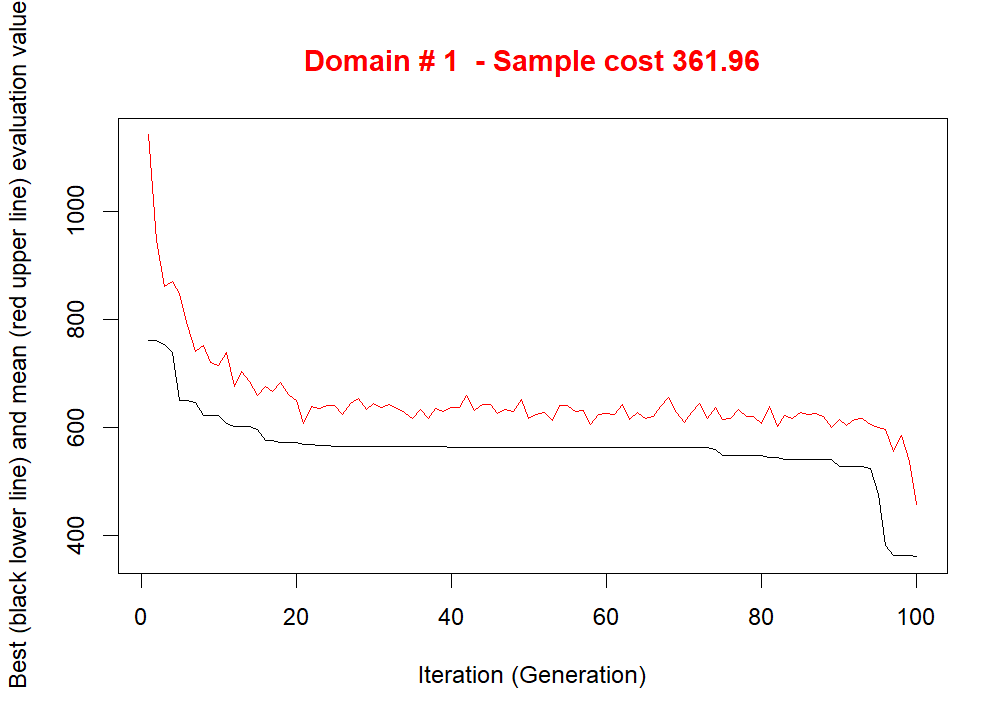 Domain # 1  - Sample cost 361.96
Best (black lower line) and mean (red upper line) evaluation value
1000
800
600
400
0 20 40 60 80 100
Iteration (Generation)